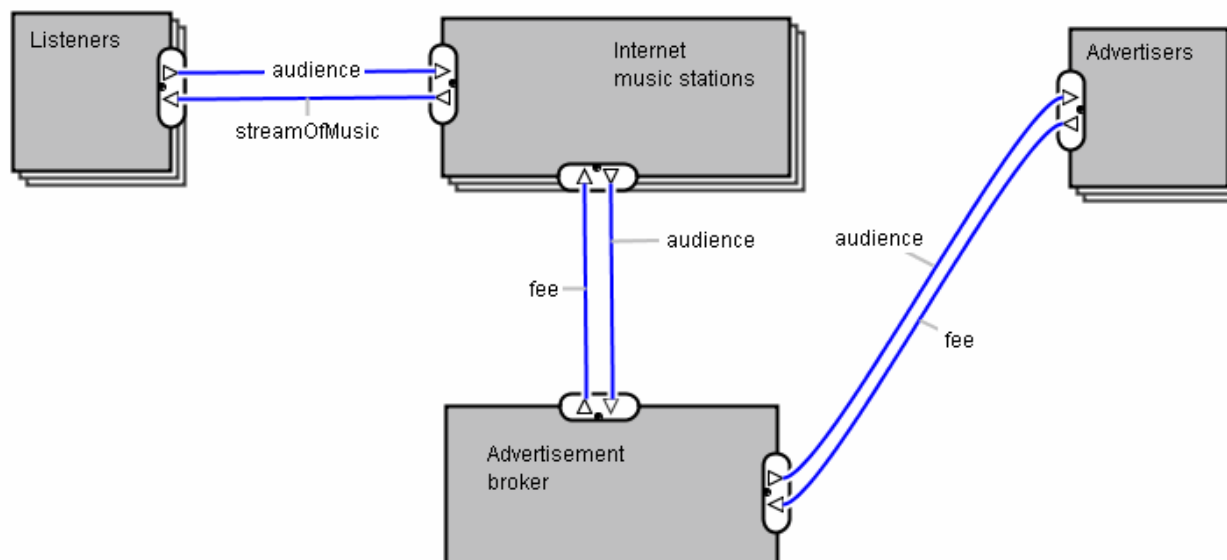 Listeners
audience
streamOfMusic
Internet
music stations
Advertisers
fee
audience
audience
fee
Advertisement
broker